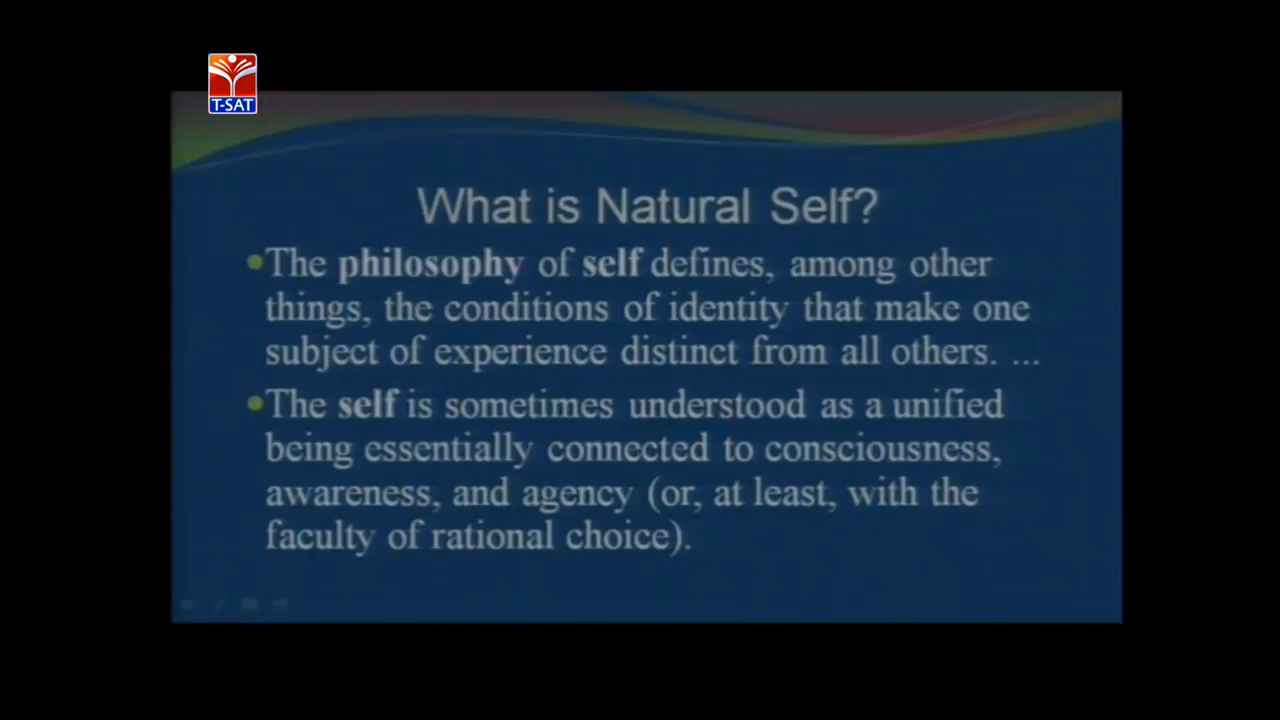 T-SAT
What is Natural Self?
The philosophy of self defines, among other
things, the conditions of identity that make one
subject of experience distinct from all others. ...
The self is sometimes understood as a unified
being essentially connected to consciousness,
awareness, and agency (or, at least, with the
faculty of rational choice).